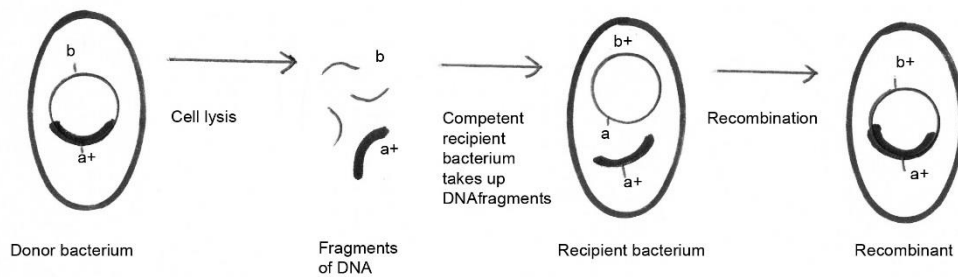 b
a+
Donor bacterium
Cell lysis
b
a+
Fragments
of DNA
Competent
recipient
bacterium
takes up
DNAfragments
b+
a
a+
Recipient bacterium
Recombination
b+
a+
Recombinant